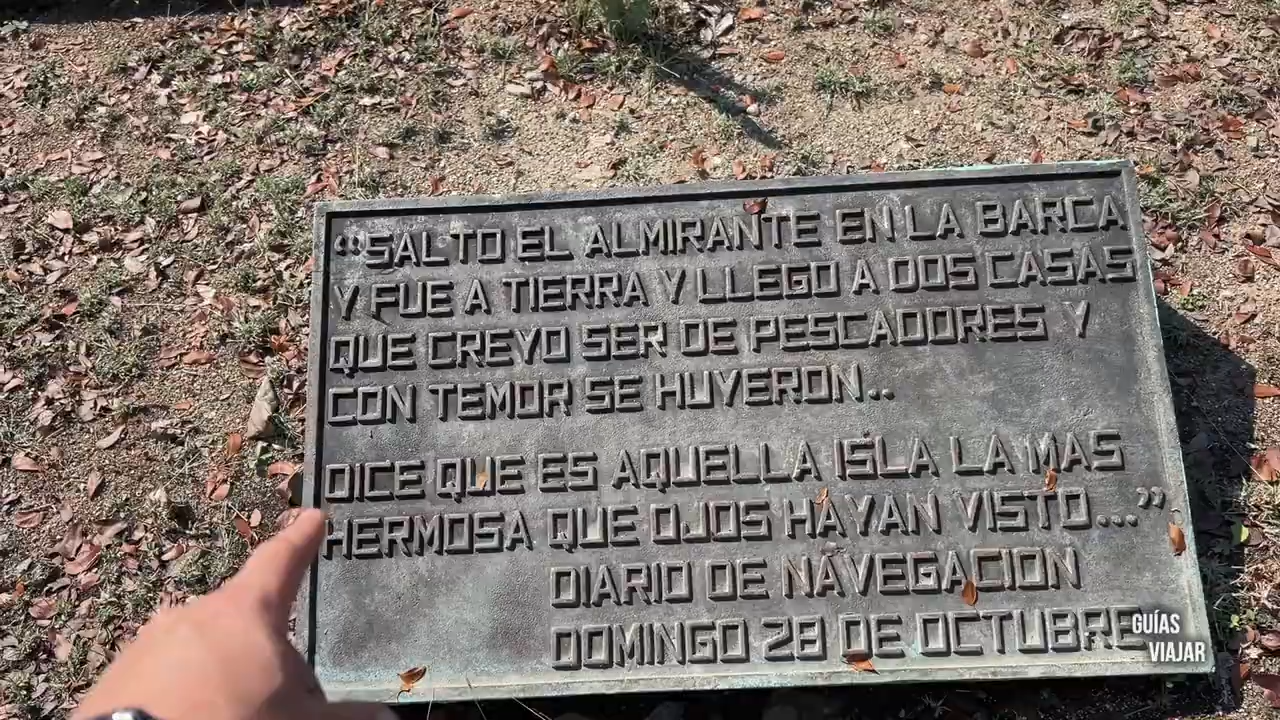 “SALTO EL ALMIRANTE EN LA BARCA
Y FUE A TIERRA Y LLEGO A DOS CASAS
QUE CREYO SER DE PESCADORES Y
CON TEMOR SE HUYERON..
DICE QUE ES AQUELLA ISLA LA MAS
HERMOSA QUE OJOS HAYAN VISTO...”
DIARIO DE NAVEGACION
DOMINGO 28 DE OCTUBRE
GUÍAS
VIAJAR